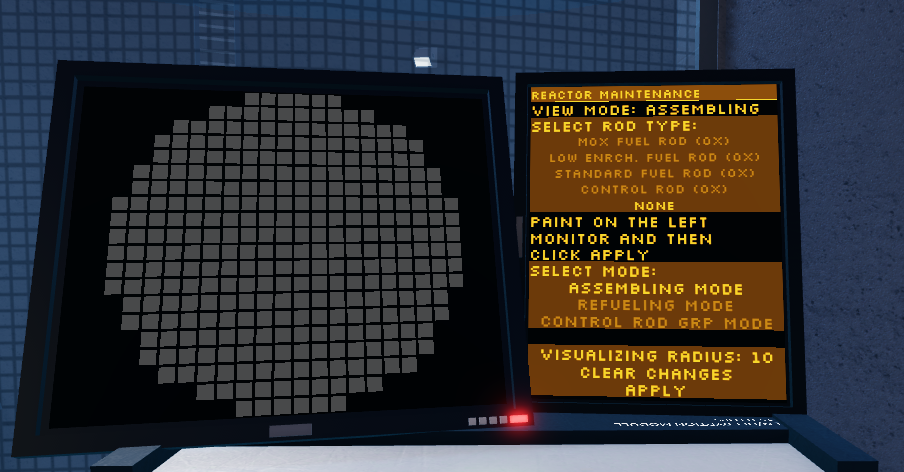 REACTOR MAINTENANCE
VIEW MODE: ASSEMBLING
SELECT ROD TYPE:
MOX FUEL ROD (0X)
LOW ENRCH. FUEL ROD (0X)
STANDARD FUEL ROD (0X)
CONTROL ROD (0X)
NONE
PAINT ON THE LEFT
MONITOR AND THEN
CLICK APPLY
SELECT MODE:
ASSEMBLING MODE
REFUELING MODE
CONTROL ROD GRP MODE
VISUALIZING RADIUS: 10
CLEAR CHANGES
APPLY